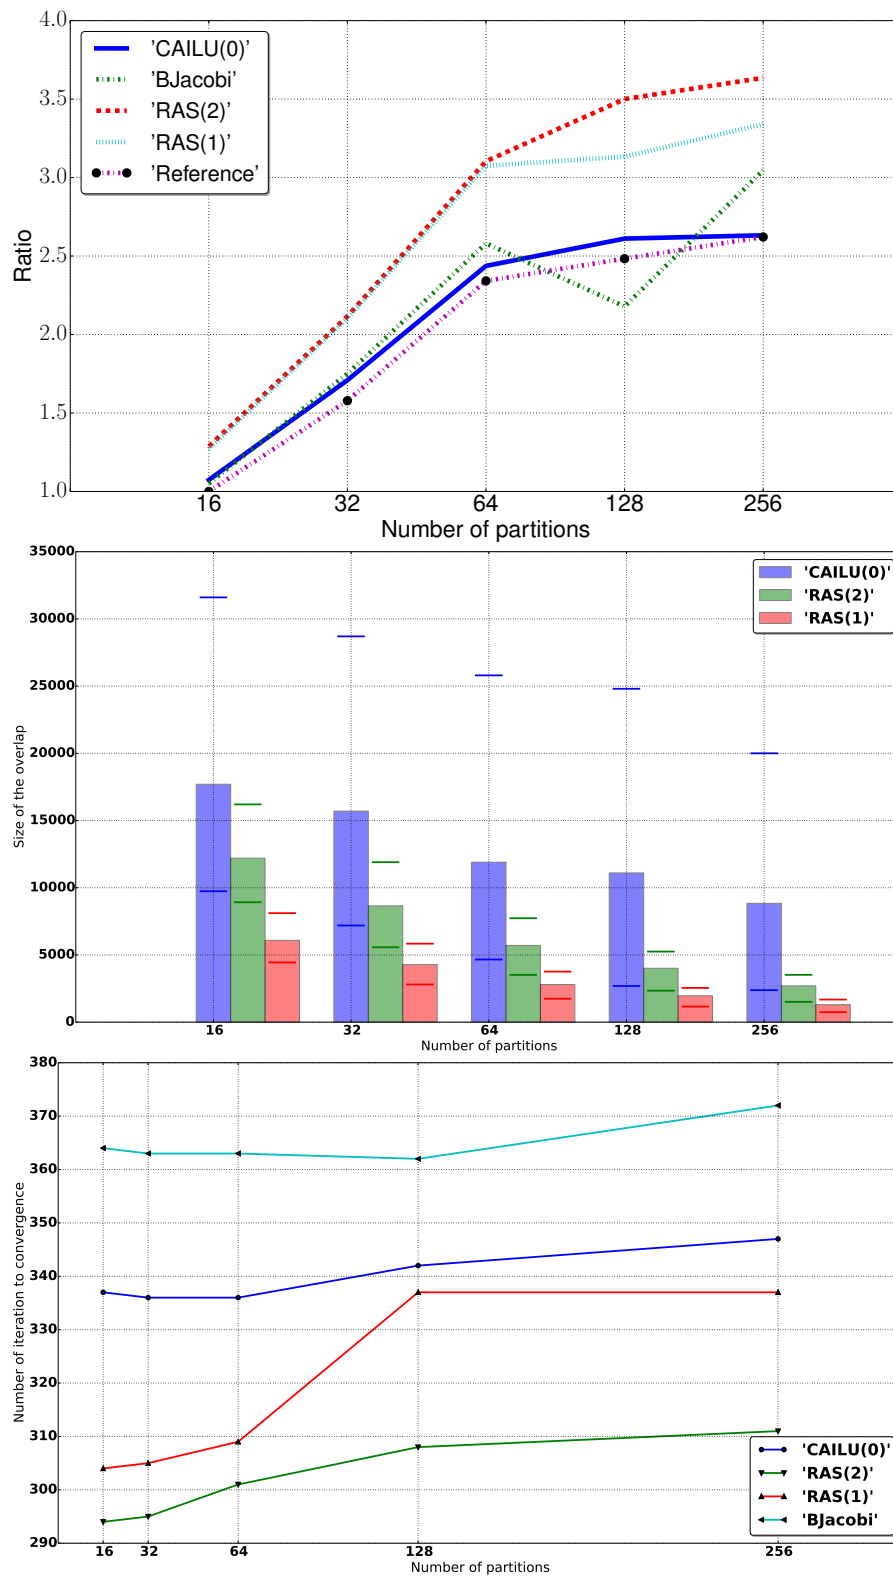 4.0
3.5
3.0
2.5
2.0
1.5
1.0
Ratio
'CAILU(0)'
'BJacobi'
'RAS(2)'
'RAS(1)'
'Reference'
16 32 64 128 256
Number of partitions
35000
30000
25000
20000
15000
10000
5000
0
Size of the overlap
'CAILU(0)'
'RAS(2)'
'RAS(1)'
16 32 64 128 256
Number of partitions
380
370
360
350
340
330
320
310
300
290
Number of iteration to convergence
'CAILU(0)'
'RAS(2)'
'RAS(1)'
'BJacobi'
16 32 64 128 256
Number of partitions